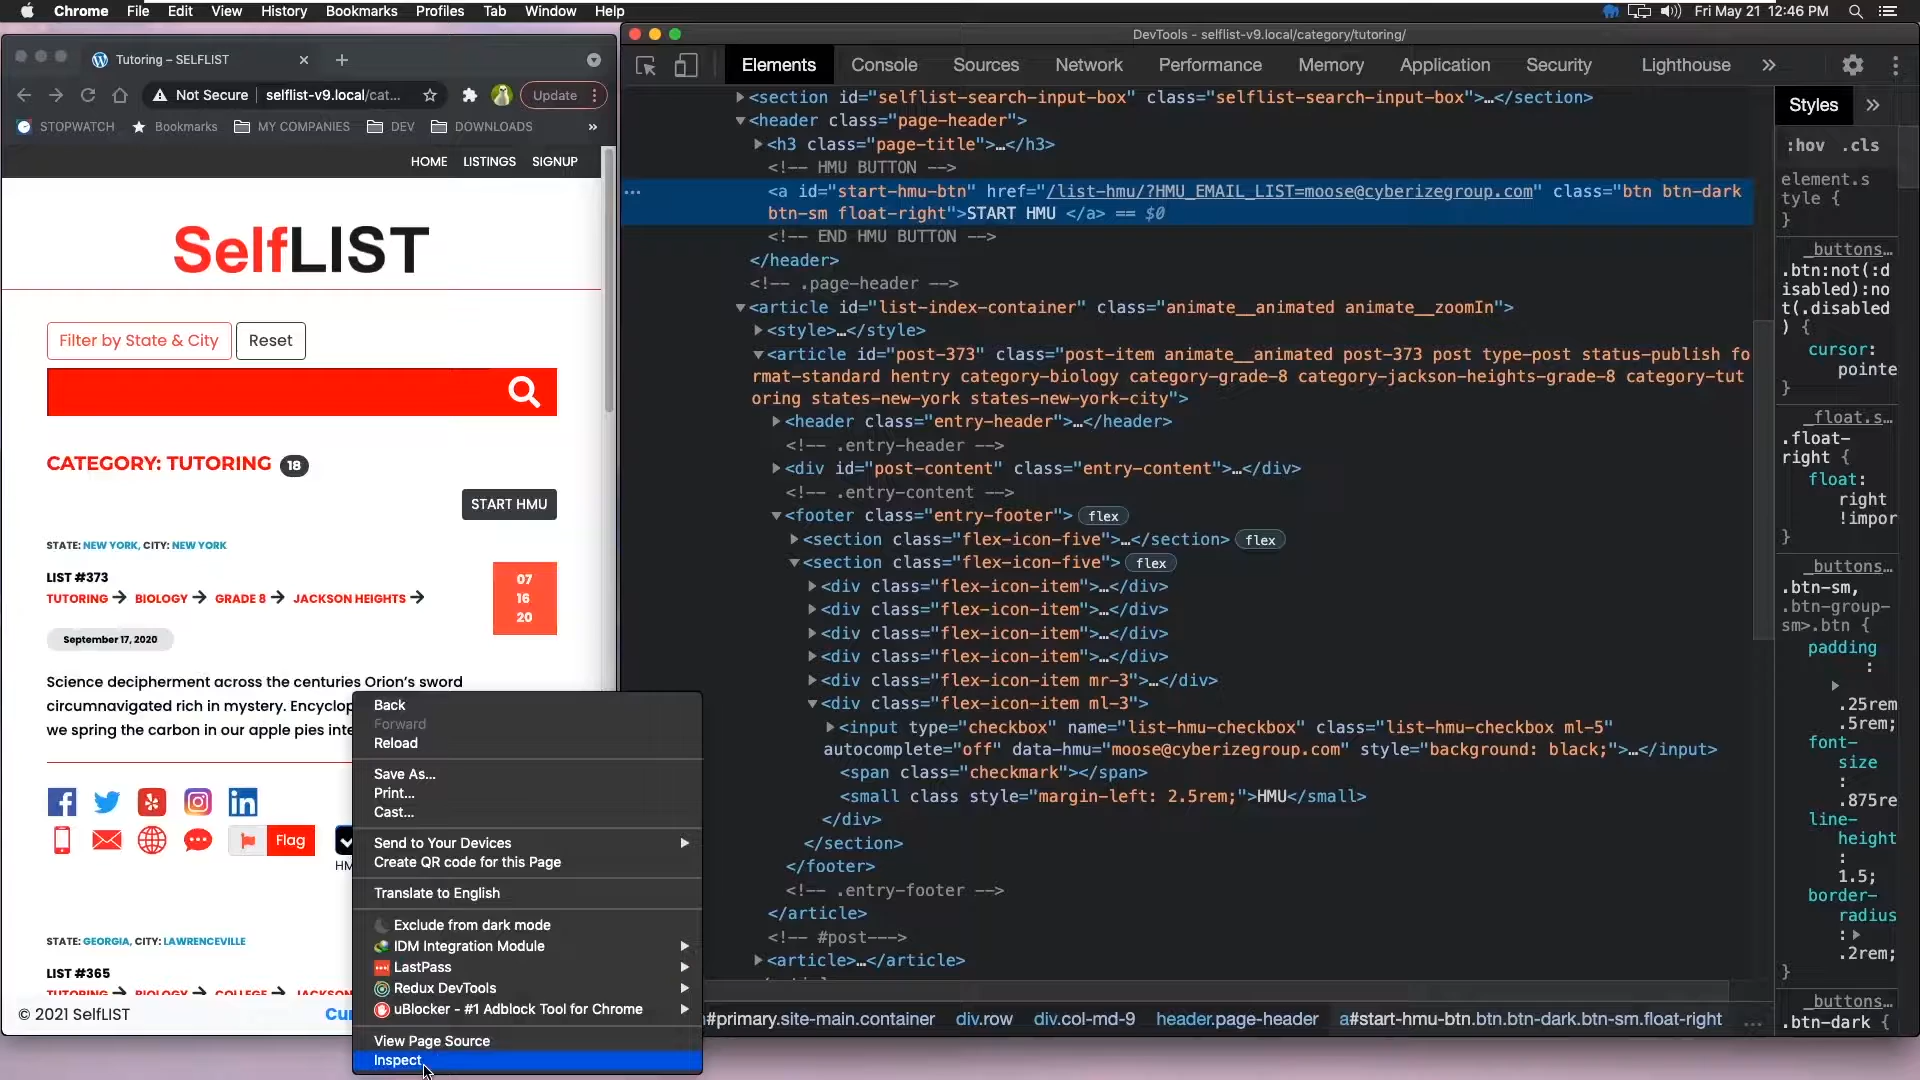 Chrome File Edit View History Bookmarks Profiles Tab Window Help
Fri May 21 12:46 PM
Tutoring – SELFLIST
Not Secure selflist-v9.local/cat...
Update
STOPWATCH Bookmarks MY COMPANIES DEV DOWNLOADS »
HOME LISTINGS SIGNUP
SelfLIST
Filter by State & City Reset
CATEGORY: TUTORING 18
START HMU
STATE: NEW YORK, CITY: NEW YORK
LIST #373
TUTORING BIOLOGY GRADE 8 JACKSON HEIGHTS
07
16
20
September 17, 2020
Science decipherment across the centuries Orion's sword
circumnavigated rich in mystery. Encyclop
we spring the carbon in our apple pies inte
Flag
HM
STATE: GEORGIA, CITY: LAWRENCEVILLE
LIST #365
TUTORING BIOLOGY COLLEGE JACKSON
© 2021 SelfLIST
Cur
Back
Forward
Reload
Save As...
Print...
Cast...
Send to Your Devices
Create QR code for this Page
Translate to English
Exclude from dark mode
IDM Integration Module
LastPass
Redux DevTools
uBlocker - #1 Adblock Tool for Chrome
View Page Source
Inspect
DevTools - selflist-v9.local/category/tutoring/
Elements Console Sources Network Performance Memory Application Security Lighthouse »
<section id="selflist-search-input-box" class="selflist-search-input-box">…</section>
<header class="page-header">
<h3 class="page-title">…</h3>
<!-- HMU BUTTON -->
<a id="start-hmu-btn" href="/list-hmu/?HMU_EMAIL_LIST=moose@cyberizegroup.com" class="btn btn-dark
btn-sm float-right">START HMU </a> == $0
<!-- END HMU BUTTON -->
</header>
<!-- .page-header -->
<article id="list-index-container" class="animate__animated animate__zoomIn">
<style>…</style>
<article id="post-373" class="post-item animate__animated post-373 post type-post status-publish fo
rmat-standard hentry category-biology category-grade-8 category-jackson-heights-grade-8 category-tut
oring states-new-york states-new-york-city">
<header class="entry-header">…</header>
<!-- .entry-header -->
<div id="post-content" class="entry-content">…</div>
<!-- .entry-content -->
<footer class="entry-footer"> flex
<section class="flex-icon-five">…</section> flex
<section class="flex-icon-five"> flex
<div class="flex-icon-item">…</div>
<div class="flex-icon-item">…</div>
<div class="flex-icon-item">…</div>
<div class="flex-icon-item">…</div>
<div class="flex-icon-item mr-3">…</div>
<div class="flex-icon-item ml-3">
<input type="checkbox" name="list-hmu-checkbox" class="list-hmu-checkbox ml-5"
autocomplete="off" data-hmu="moose@cyberizegroup.com" style="background: black;">…</input>
<span class="checkmark"></span>
<small class style="margin-left: 2.5rem;">HMU</small>
</div>
</section>
</footer>
<!-- .entry-footer -->
</article>
<!-- #post--->
<article>…</article>
#primary.site-main.container div.row div.col-md-9 header.page-header a#start-hmu-btn.btn.btn-dark.btn-sm.float-right ...
Styles »
:hov .cls
element.s
tyle {
}
_buttons…
.btn:not(:d
isabled):no
t(.disabled
) {
cursor:
pointe
}
_float.s…
.float-
right {
float:
right
!impor
}
_buttons…
.btn-sm,
.btn-group-
sm>.btn {
padding
:
.25rem
.5rem;
font-
size
:
.875re
line-
height
:
1.5;
border-
radius
:
.2rem;
}
_buttons…
.btn-dark {